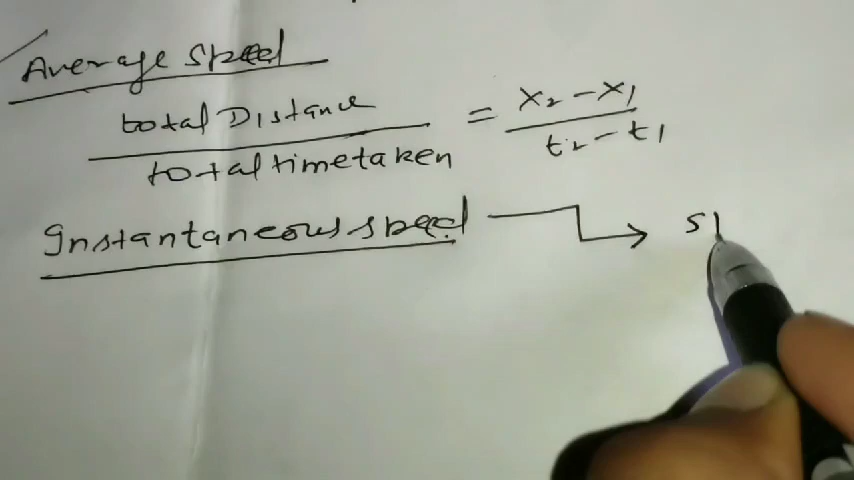 Average Speed
total Distance = x₂ - x₁
total time taken t₂ - t₁
Instantaneous speed → s